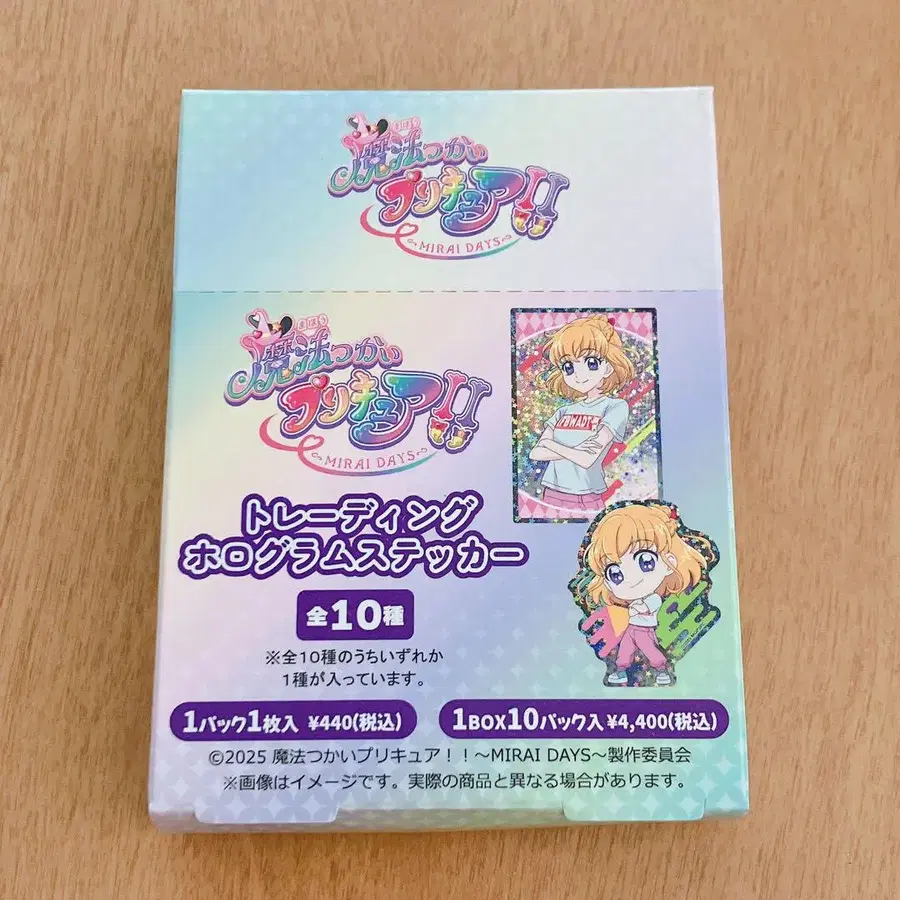 まほう
魔法つかい
プリキュア!!
MIRAI DAYS
まほう
魔法つかい
プリキュア!!
MIRAI DAYS
トレーディング
ホログラムステッカー
全10種
※全10種のうちいずれか
1種が入っています。
1パック1枚入 ¥440(税込)
1BOX10パック入 ¥4,400(税込)
©2025 魔法つかいプリキュア！！～MIRAI DAYS～製作委員会
※画像はイメージです。実際の商品と異なる場合があります。